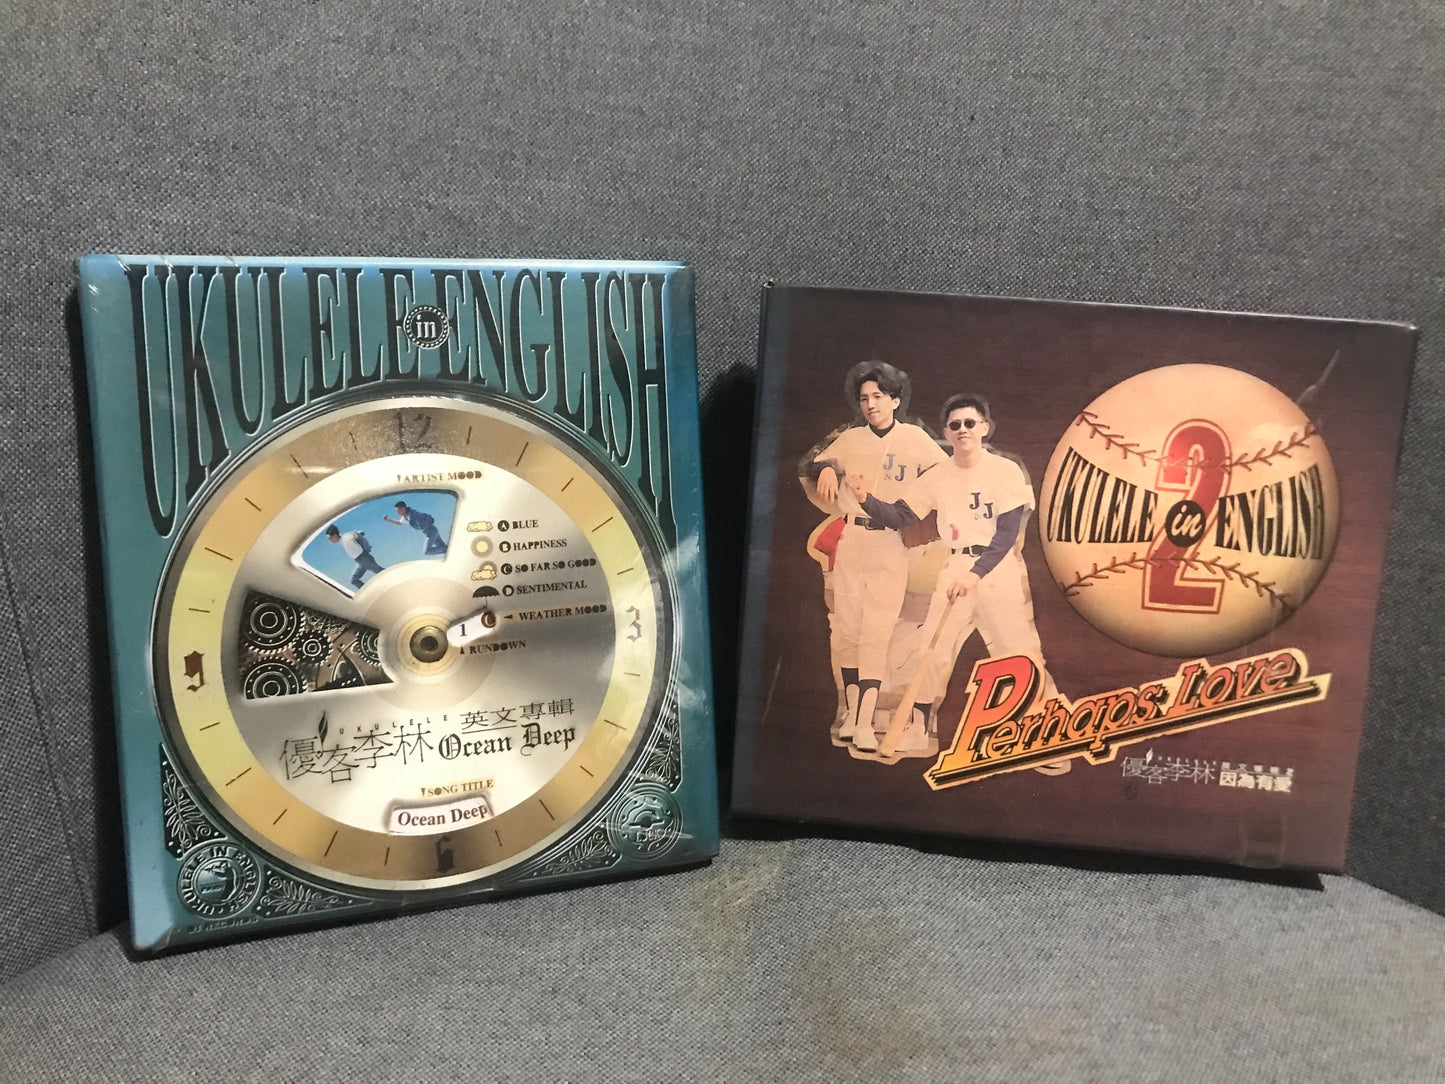 UKULELE in ENGLISH
12
ARTIST MOOD
A BLUE
B HAPPINESS
C SO FAR SO GOOD
D SENTIMENTAL
WEATHER MOOD
1
RUNDOWN
3
9
UKULELE 英文專輯
優客李林 Ocean Deep
SONG TITLE
Ocean Deep
6
UKULELE IN ENGLISH
J J
&
J J
&
2
UKULELE in ENGLISH
Perhaps Love
優客李林 因為有愛